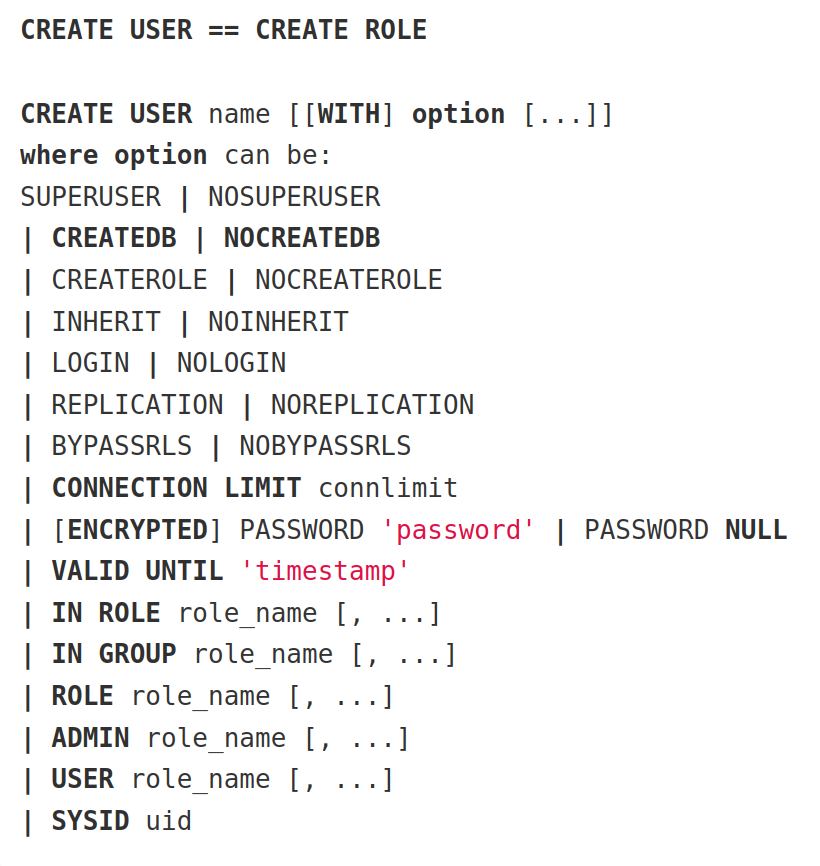 CREATE USER == CREATE ROLE
CREATE USER name [[WITH] option [...]]
where option can be:
SUPERUSER | NOSUPERUSER
| CREATEDB | NOCREATEDB
| CREATEROLE | NOCREATEROLE
| INHERIT | NOINHERIT
| LOGIN | NOLOGIN
| REPLICATION | NOREPLICATION
| BYPASSRLS | NOBYPASSRLS
| CONNECTION LIMIT connlimit
| [ENCRYPTED] PASSWORD 'password' | PASSWORD NULL
| VALID UNTIL 'timestamp'
| IN ROLE role_name [, ...]
| IN GROUP role_name [, ...]
| ROLE role_name [, ...]
| ADMIN role_name [, ...]
| USER role_name [, ...]
| SYSID uid